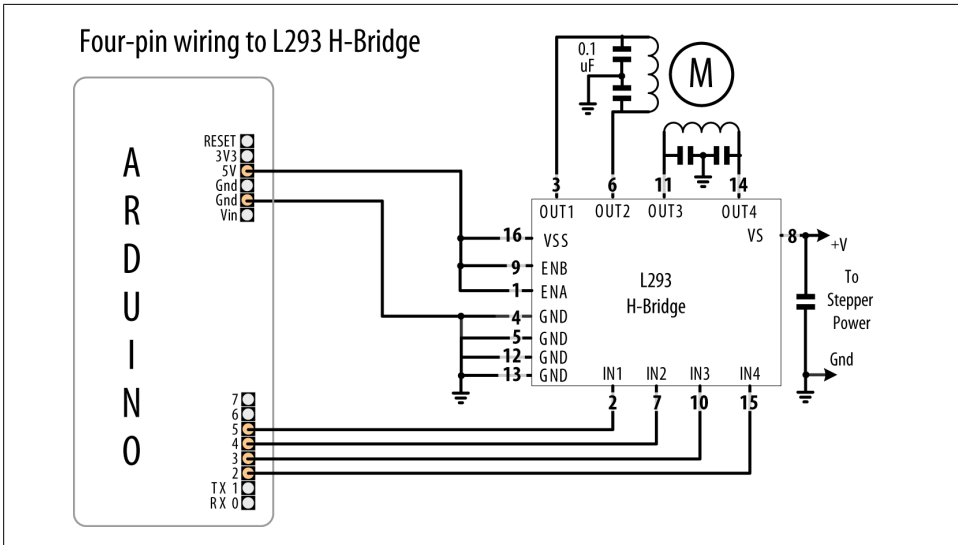 Four-pin wiring to L293 H-Bridge
ARDUINO
RESET
3V3
5V
Gnd
Gnd
Vin
7
6
5
4
3
2
TX 1
RX 0
0.1
uF
M
3 6 11 14
OUT1 OUT2 OUT3 OUT4
16 VSS
VS 8
+V
9 ENB
1 ENA
4 GND
5 GND
12 GND
13 GND
L293
H-Bridge
To
Stepper
Power
Gnd
IN1 IN2 IN3 IN4
2 7 10 15